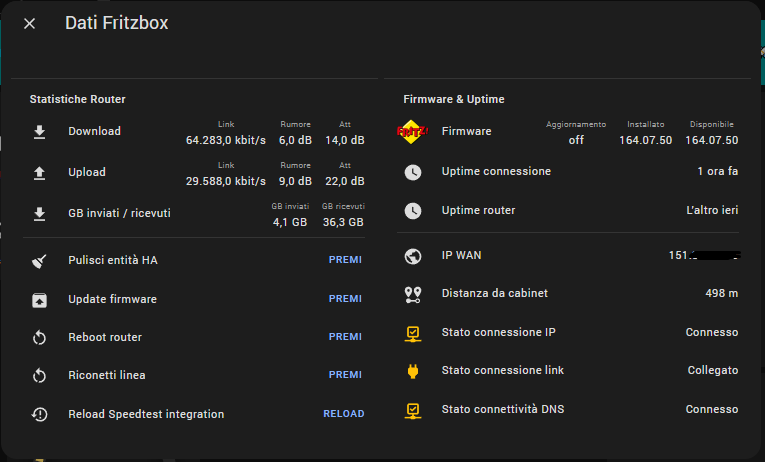 Dati Fritzbox
Statistiche Router
Link Rumore Att
Download 64.283,0 kbit/s 6,0 dB 14,0 dB
Link Rumore Att
Upload 29.588,0 kbit/s 9,0 dB 22,0 dB
GB inviati GB ricevuti
GB inviati / ricevuti 4,1 GB 36,3 GB
Pulisci entità HA PREMI
Update firmware PREMI
Reboot router PREMI
Riconetti linea PREMI
Reload Speedtest integration RELOAD
Firmware & Uptime
Aggiornamento Installato Disponibile
FRITZ! Firmware off 164.07.50 164.07.50
Uptime connessione 1 ora fa
Uptime router L'altro ieri
IP WAN 151.
Distanza da cabinet 498 m
Stato connessione IP Connesso
Stato connessione link Collegato
Stato connettività DNS Connesso